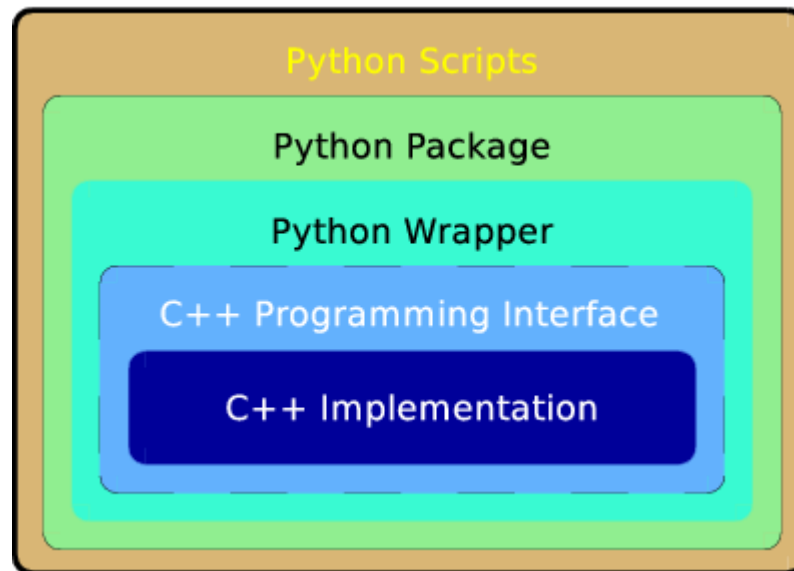 Python Scripts
Python Package
Python Wrapper
C++ Programming Interface
C++ Implementation